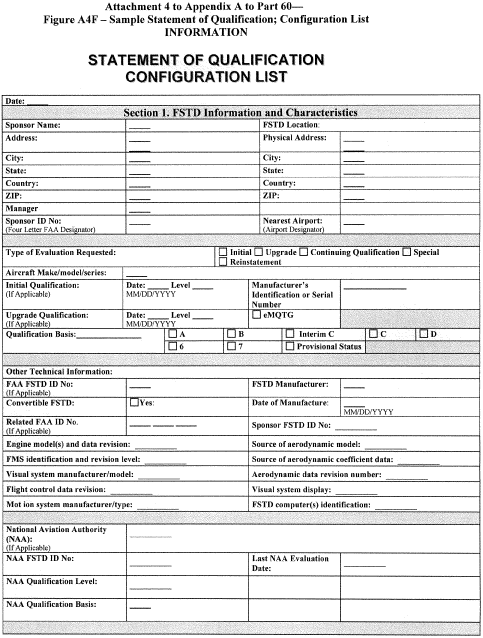 Attachment 4 to Appendix A to Part 60—
Figure A4F – Sample Statement of Qualification; Configuration List
INFORMATION
STATEMENT OF QUALIFICATION
CONFIGURATION LIST
Date: _____
Section 1. FSTD Information and Characteristics
Sponsor Name: _____ FSTD Location:
Address: _____ Physical Address: _____
_____ _____
City: _____ City: _____
State: _____ State: _____
Country: _____ Country: _____
ZIP: _____ ZIP: _____
Manager _____
Sponsor ID No: _____ Nearest Airport: _____
(Four Letter FAA Designator) (Airport Designator)
Type of Evaluation Requested: ☐ Initial ☐ Upgrade ☐ Continuing Qualification ☐ Special
☐ Reinstatement
Aircraft Make/model/series: _____
Initial Qualification: Date: _____ Level _____ Manufacturer's _____
(If Applicable) MM/DD/YYYY Identification or Serial
Number
Upgrade Qualification: Date: _____ Level _____ ☐ eMQTG
(If Applicable) MM/DD/YYYY
Qualification Basis:_____ ☐ A ☐ B ☐ Interim C ☐ C ☐ D
☐ 6 ☐ 7 ☐ Provisional Status
Other Technical Information:
FAA FSTD ID No: _____ FSTD Manufacturer: _____
(If Applicable)
Convertible FSTD: ☐Yes: Date of Manufacture: _____
MM/DD/YYYY
Related FAA ID No. _____ _____ _____ Sponsor FSTD ID No: _____
(If Applicable)
Engine model(s) and data revision: _____ Source of aerodynamic model: _____
FMS identification and revision level: _____ Source of aerodynamic coefficient data: _____
Visual system manufacturer/model: _____ Aerodynamic data revision number: _____
Flight control data revision: _____ Visual system display: _____
Mot ion system manufacturer/type: _____ FSTD computer(s) identification: _____
National Aviation Authority _____
(NAA):
(If Applicable)
NAA FSTD ID No: _____ Last NAA Evaluation _____
Date:
NAA Qualification Level: _____
NAA Qualification Basis: _____